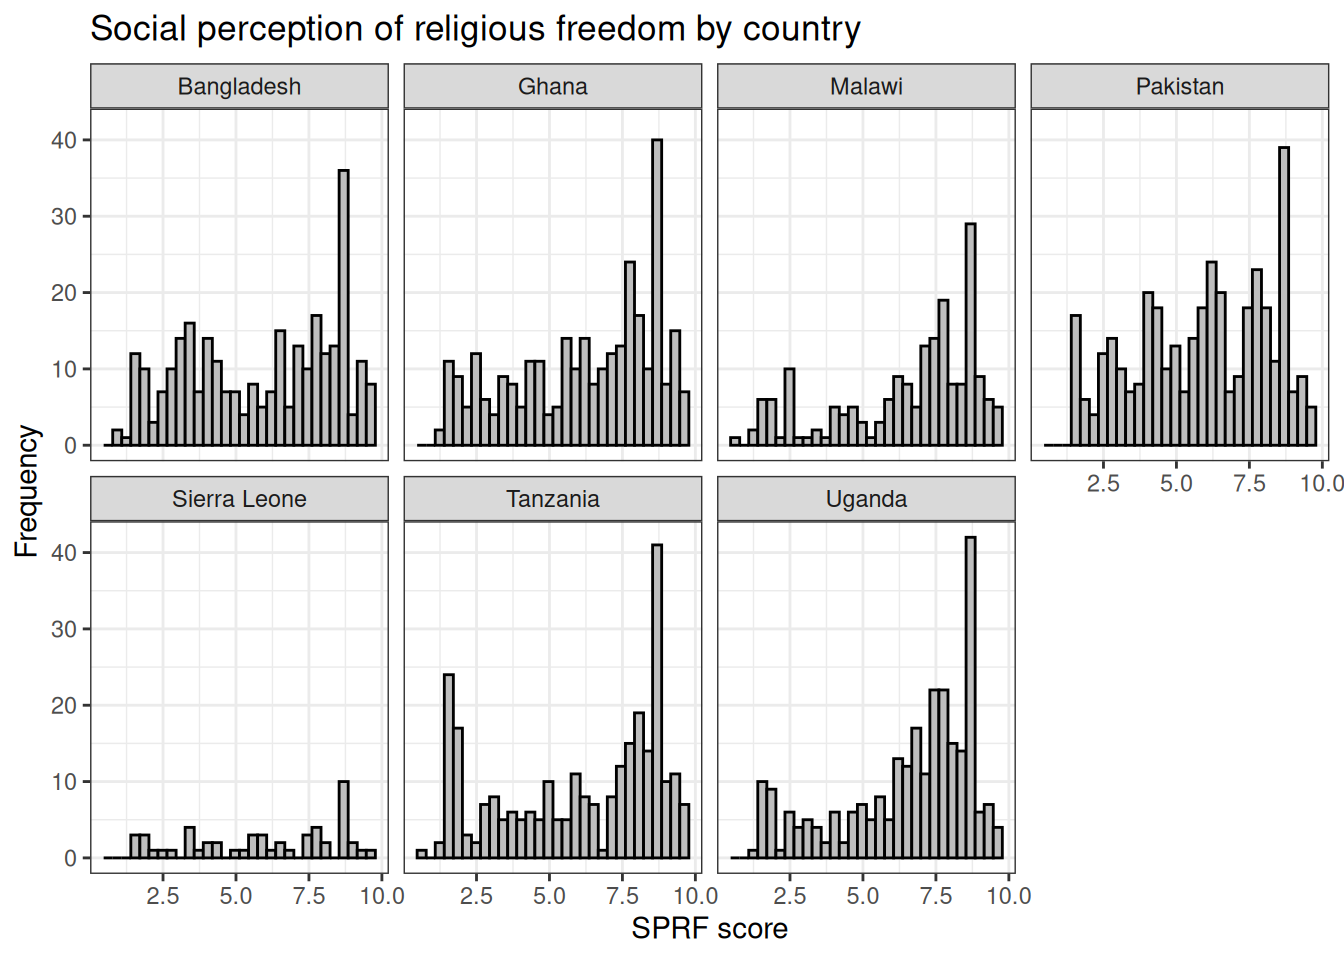 Social perception of religious freedom by country
Bangladesh Ghana Malawi Pakistan
40
30
20
10
0
2.5 5.0 7.5 10.0
Sierra Leone Tanzania Uganda
40
30
20
10
0
2.5 5.0 7.5 10.0 2.5 5.0 7.5 10.0 2.5 5.0 7.5 10.0
SPRF score
Frequency